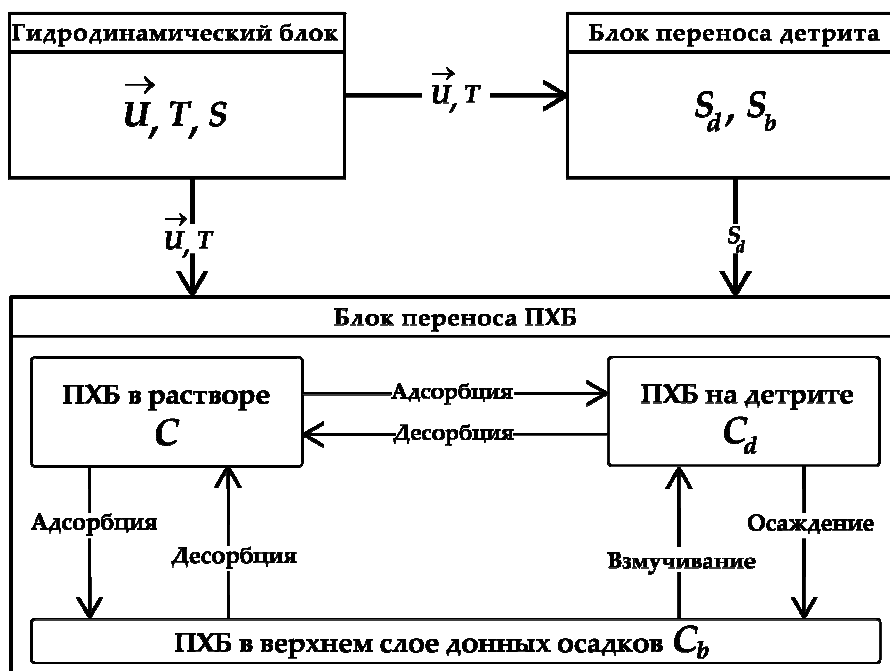 Гидродинамический блок
U, T, S
U, T
Блок переноса детрита
S_d, S_b
U, T
S_d
Блок переноса ПХБ
ПХБ в растворе
C
Адсорбция
Десорбция
ПХБ на детрите
C_d
Адсорбция
Десорбция
Взмучивание
Осаждение
ПХБ в верхнем слое донных осадков C_b